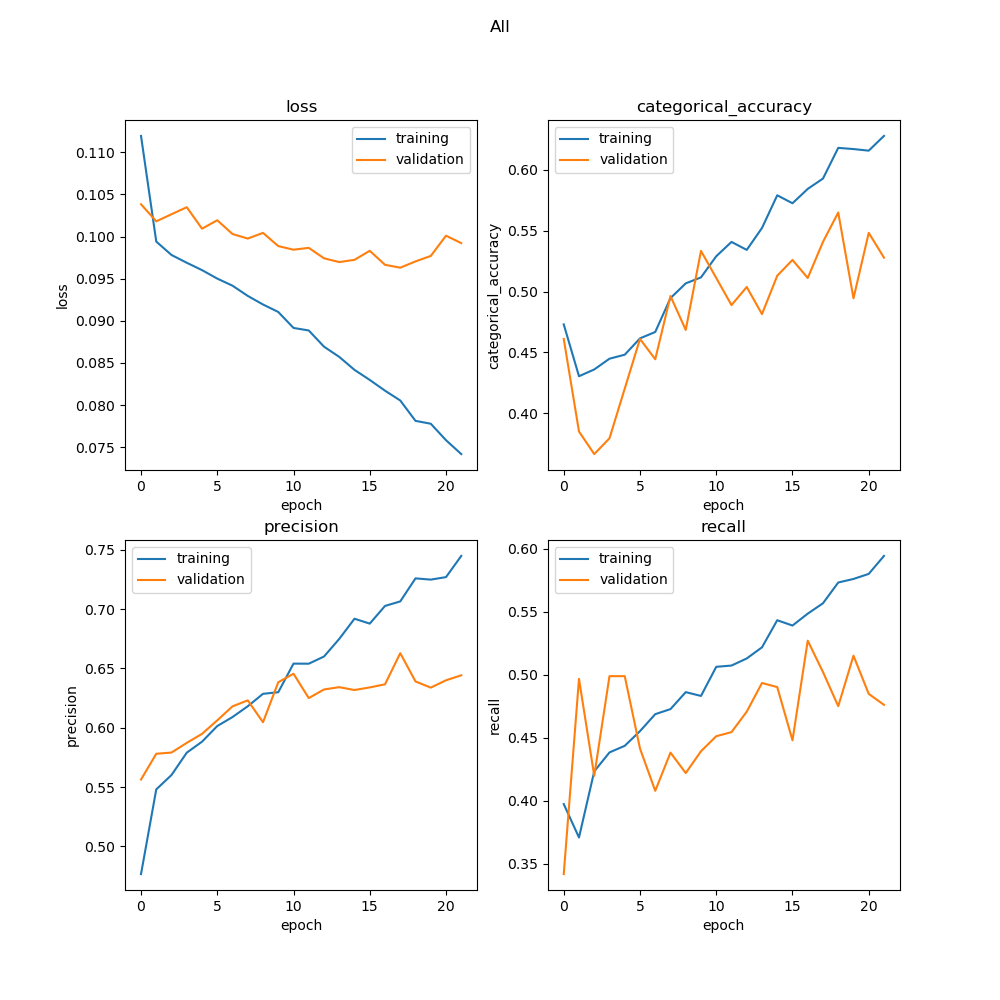 All
loss
training
validation
0.110
0.105
0.100
0.095
0.090
0.085
0.080
0.075
loss
0 5 10 15 20
epoch
categorical_accuracy
training
validation
0.60
0.55
0.50
0.45
0.40
categorical_accuracy
0 5 10 15 20
epoch
precision
training
validation
0.75
0.70
0.65
0.60
0.55
0.50
precision
0 5 10 15 20
epoch
recall
training
validation
0.60
0.55
0.50
0.45
0.40
0.35
recall
0 5 10 15 20
epoch